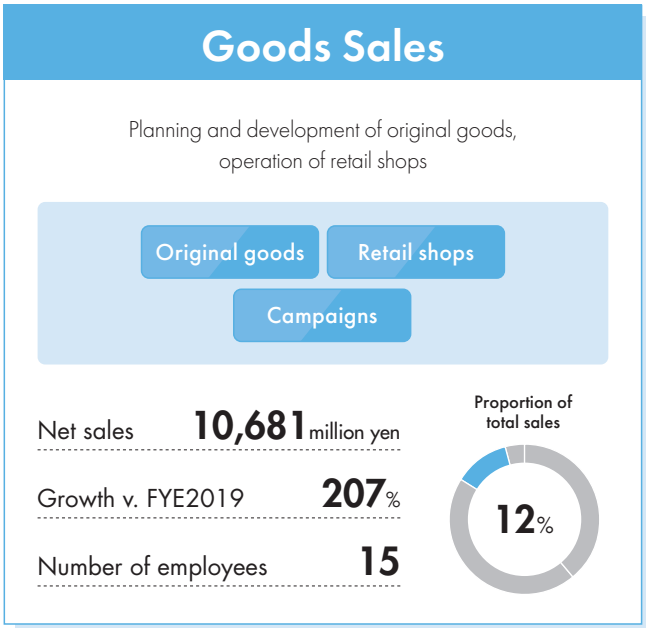 Goods Sales
Planning and development of original goods,
operation of retail shops
Original goods
Retail shops
Campaigns
Net sales 10,681 million yen
Growth v. FYE2019 207%
Number of employees 15
Proportion of
total sales
12%